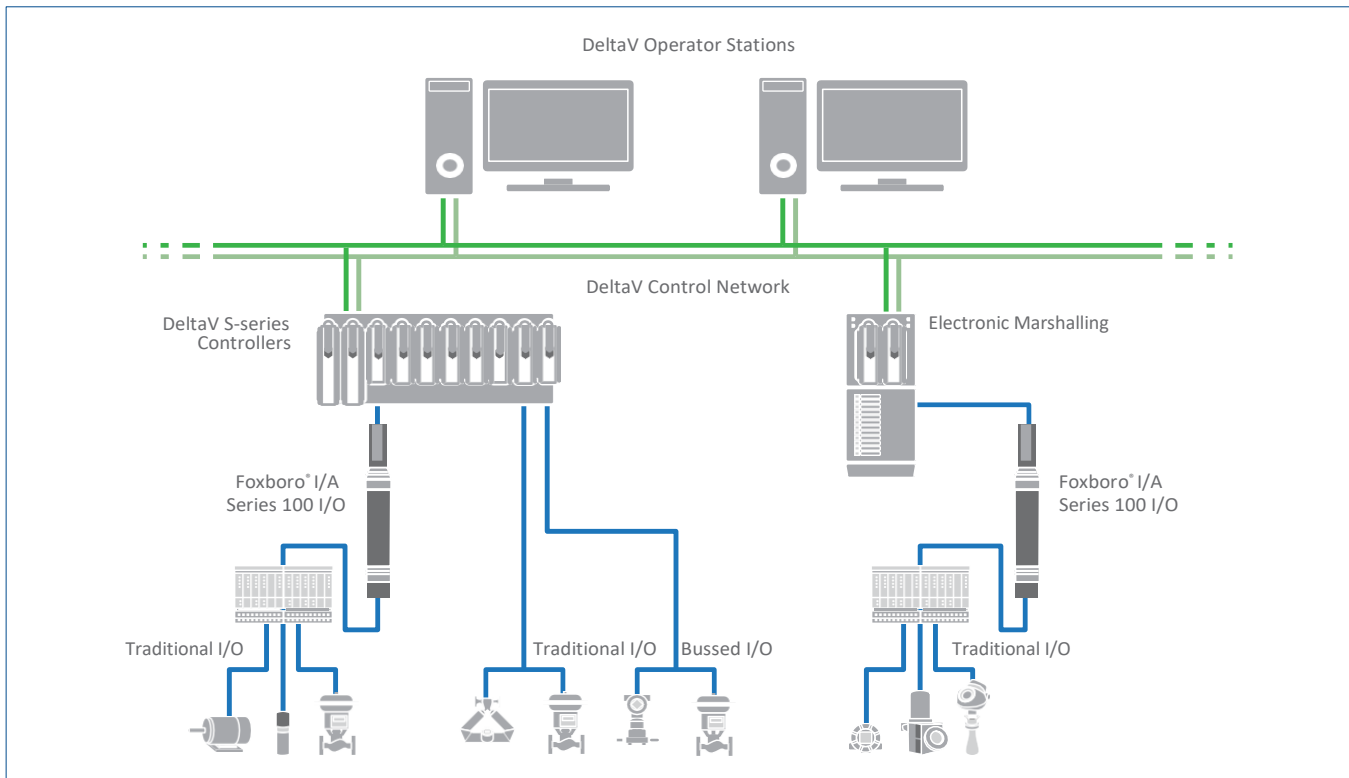 DeltaV Operator Stations
DeltaV Control Network
DeltaV S-series
Controllers
Electronic Marshalling
Foxboro® I/A
Series 100 I/O
Foxboro® I/A
Series 100 I/O
Traditional I/O
Traditional I/O
Bussed I/O
Traditional I/O